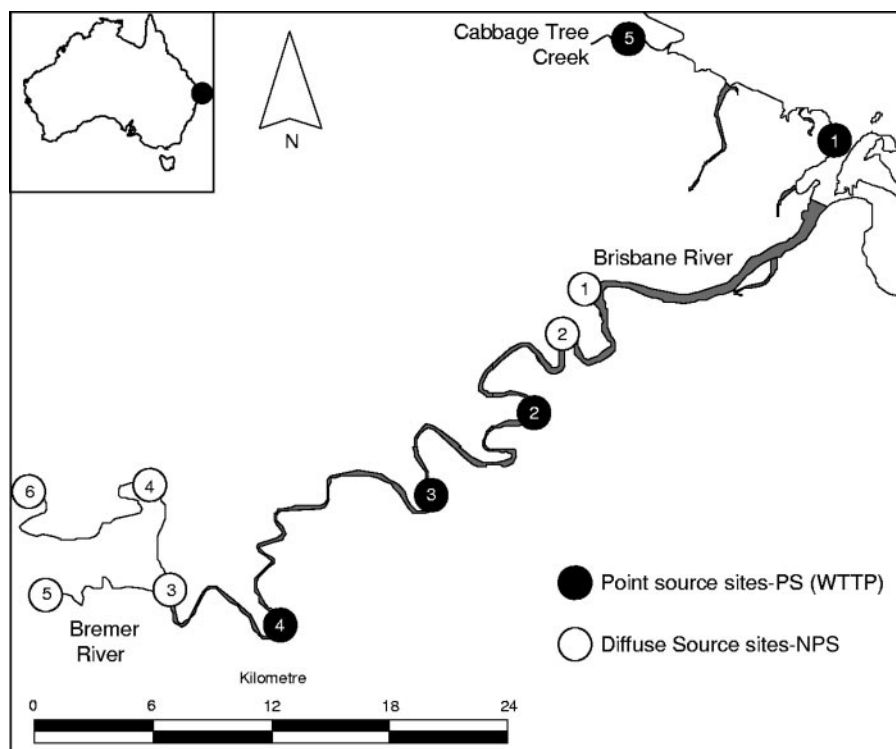 Cabbage Tree
Creek
5
N
1
Brisbane River
1
2
2
3
6
4
5
3
4
Bremer
River
Point source sites-PS (WTTP)
Diffuse Source sites-NPS
Kilometre
0 6 12 18 24